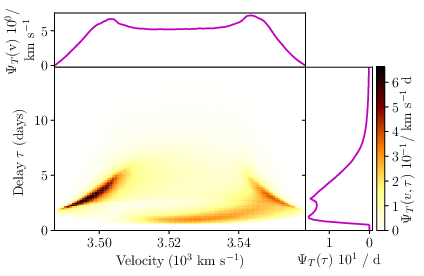 Ψ_T(v) 10^0/
km s^−1
5
0
Delay τ (days)
10
5
0
3.50 3.52 3.54
Velocity (10^3 km s^−1)
1 0
Ψ_T(τ) 10^1 / d
6
5
4
3
2
1
0
Ψ_T(v,τ) 10^−1/ km s^−1 d